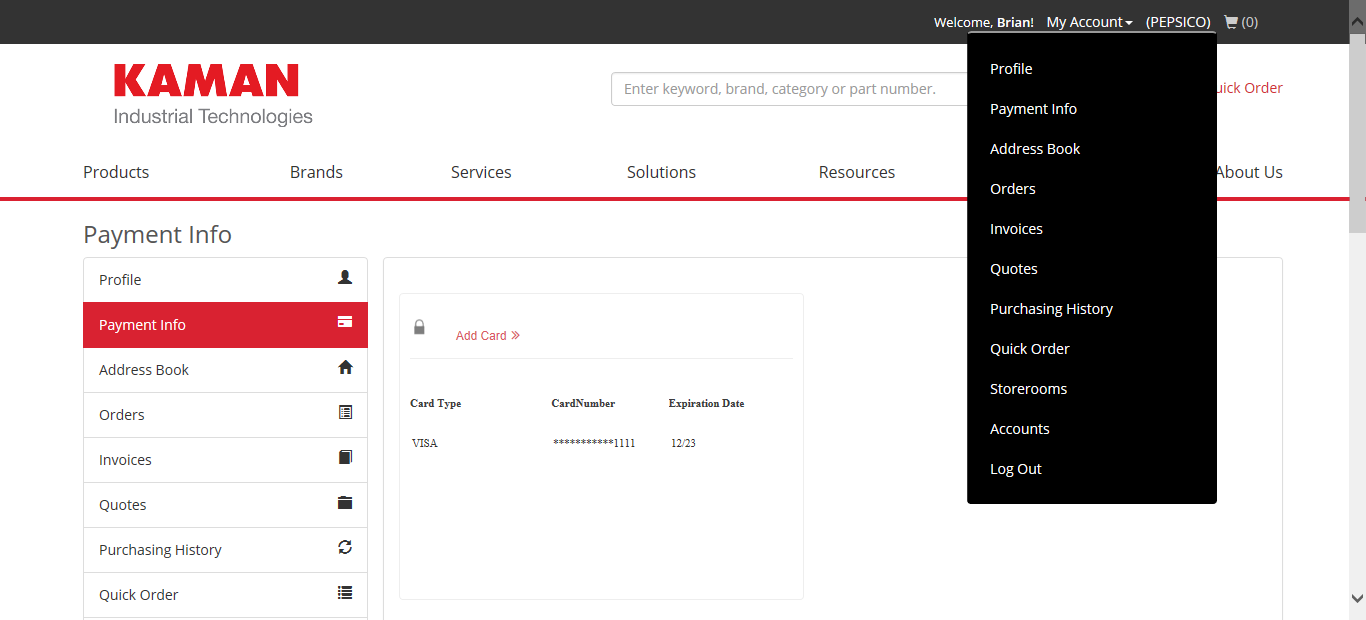 Welcome, Brian! My Account (PEPSICO) (0)
KAMAN
Industrial Technologies
Enter keyword, brand, category or part number.
uick Order
Products Brands Services Solutions Resources About Us
Profile
Payment Info
Address Book
Orders
Invoices
Quotes
Purchasing History
Quick Order
Storerooms
Accounts
Log Out
Payment Info
Profile
Payment Info
Address Book
Orders
Invoices
Quotes
Purchasing History
Quick Order
Add Card »
Card Type CardNumber Expiration Date
VISA ***********1111 12/23